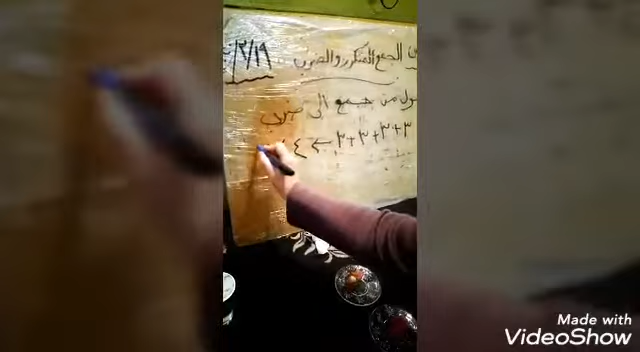 الجمع المتكرر والضرب
٢/١٩
من جمع الى ضرب
٣+٣+٣+٣ ← ٤
Made with
VideoShow